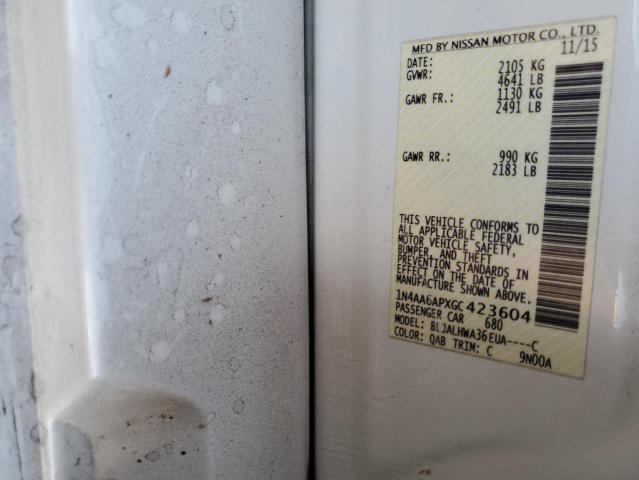 MFD BY NISSAN MOTOR CO., LTD.
DATE: 11/15
GVWR: 2105 KG
4641 LB
GAWR FR.: 1130 KG
2491 LB
GAWR RR.: 990 KG
2183 LB
THIS VEHICLE CONFORMS TO
ALL APPLICABLE FEDERAL
MOTOR VEHICLE SAFETY,
BUMPER, AND THEFT
PREVENTION STANDARDS IN
EFFECT ON THE DATE OF
MANUFACTURE SHOWN ABOVE.
1N4AA6APXGC423604
PASSENGER CAR 680
MODEL: BLJALHWA36EUA----C
COLOR: QAB TRIM: C 9N00A